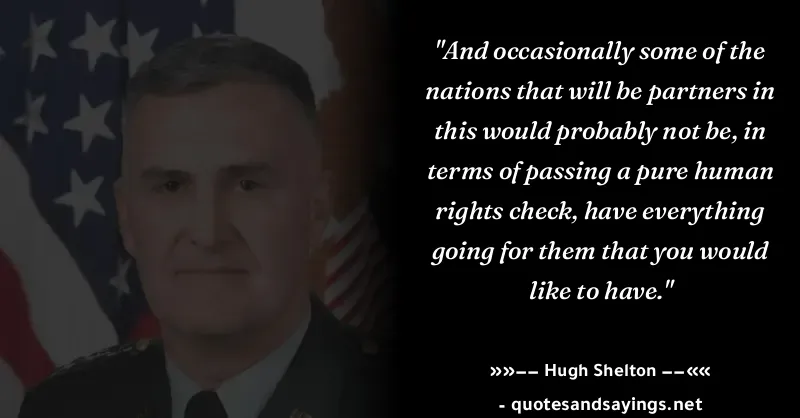 "And occasionally some of the
nations that will be partners in
this would probably not be, in
terms of passing a pure human
rights check, have everything
going for them that you would
like to have."
»»−− Hugh Shelton −−««
- quotesandsayings.net